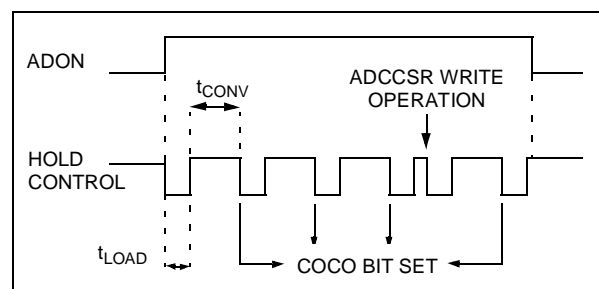 ADON
tCONV
ADCCSR WRITE
OPERATION
HOLD
CONTROL
tLOAD
COCO BIT SET